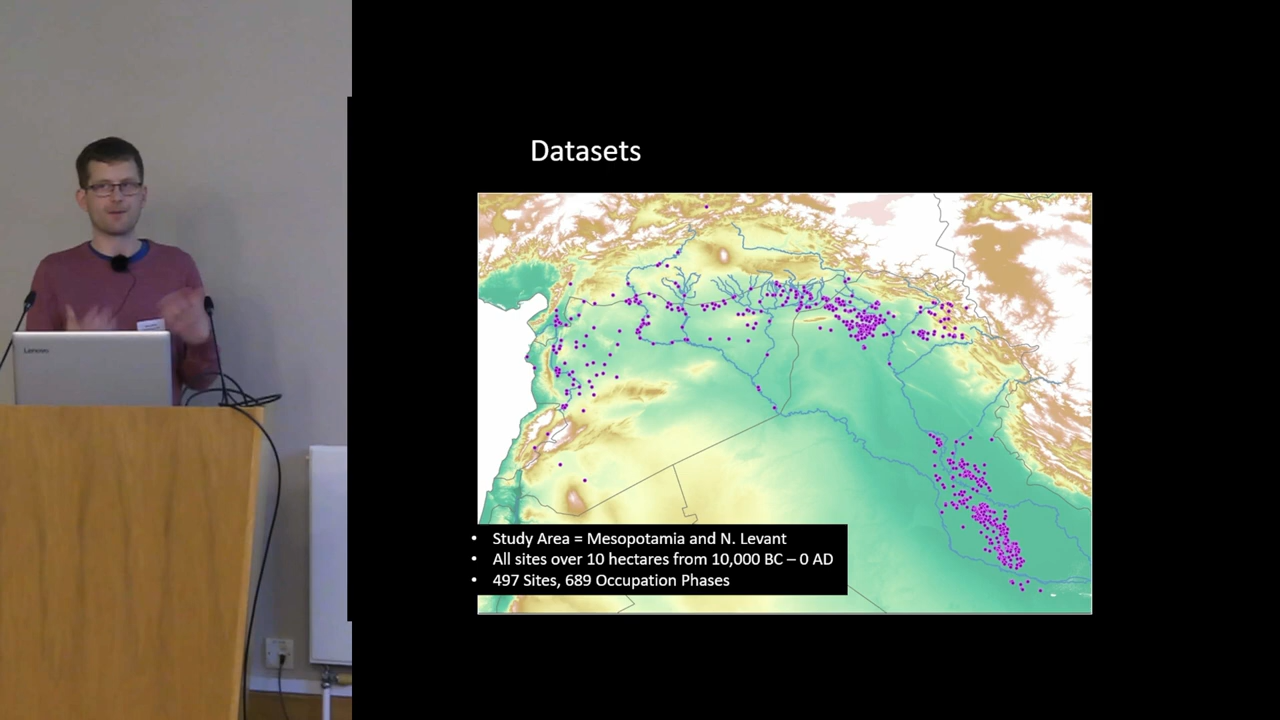 Datasets
• Study Area = Mesopotamia and N. Levant
• All sites over 10 hectares from 10,000 BC – 0 AD
• 497 Sites, 689 Occupation Phases
Lenovo